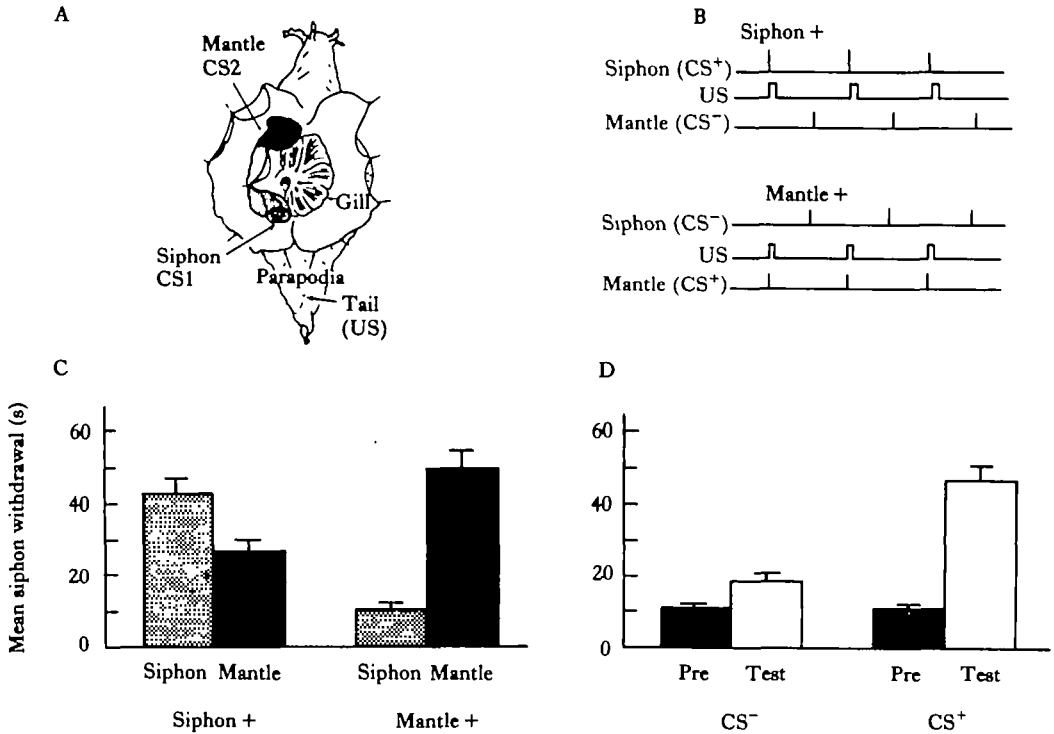 A
Mantle
CS2
Gill
Siphon
CS1
Parapodia
Tail
(US)
B
Siphon +
Siphon (CS+)
US
Mantle (CS−)
Mantle +
Siphon (CS−)
US
Mantle (CS+)
C
Mean siphon withdrawal (s)
60
40
20
0
Siphon Mantle
Siphon Mantle
Siphon +
Mantle +
D
60
40
20
0
Pre
Test
Pre
Test
CS−
CS+